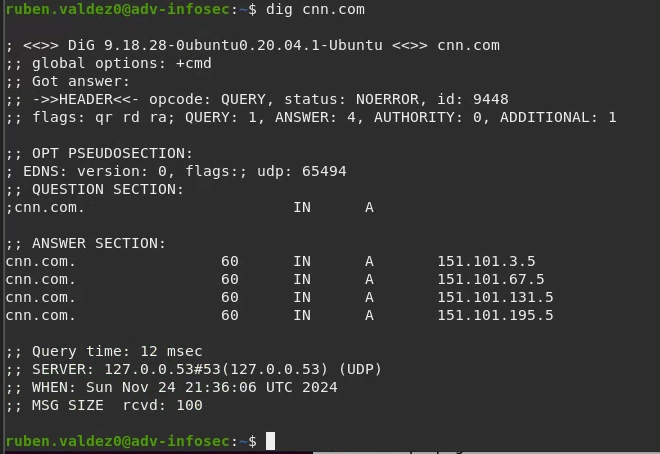 ruben.valdez0@adv-infosec:~$ dig cnn.com

; <<>> DiG 9.18.28-0ubuntu0.20.04.1-Ubuntu <<>> cnn.com
;; global options: +cmd
;; Got answer:
;; ->>HEADER<<- opcode: QUERY, status: NOERROR, id: 9448
;; flags: qr rd ra; QUERY: 1, ANSWER: 4, AUTHORITY: 0, ADDITIONAL: 1

;; OPT PSEUDOSECTION:
; EDNS: version: 0, flags:; udp: 65494
;; QUESTION SECTION:
;cnn.com.                       IN      A

;; ANSWER SECTION:
cnn.com.                60      IN      A       151.101.3.5
cnn.com.                60      IN      A       151.101.67.5
cnn.com.                60      IN      A       151.101.131.5
cnn.com.                60      IN      A       151.101.195.5

;; Query time: 12 msec
;; SERVER: 127.0.0.53#53(127.0.0.53) (UDP)
;; WHEN: Sun Nov 24 21:36:06 UTC 2024
;; MSG SIZE  rcvd: 100

ruben.valdez0@adv-infosec:~$